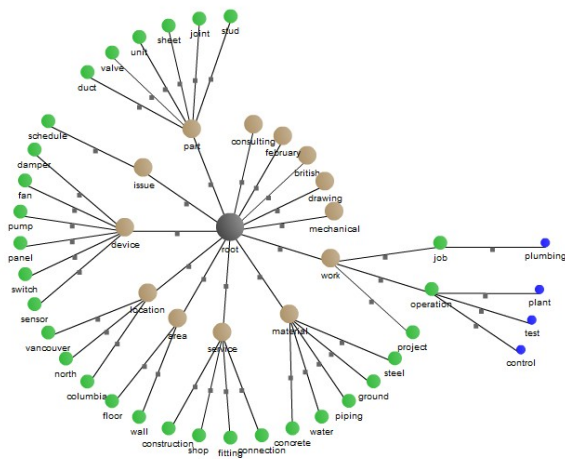 stud
joint
sheet
unit
valve
duct
part
consulting
february
schedule
british
damper
issue
drawing
fan
mechanical
pump
device
root
job
plumbing
panel
work
switch
location
operation
plant
sensor
area
service
material
test
vancouver
project
control
north
steel
columbia
ground
floor
piping
wall
water
construction
concrete
shop
fitting
connection